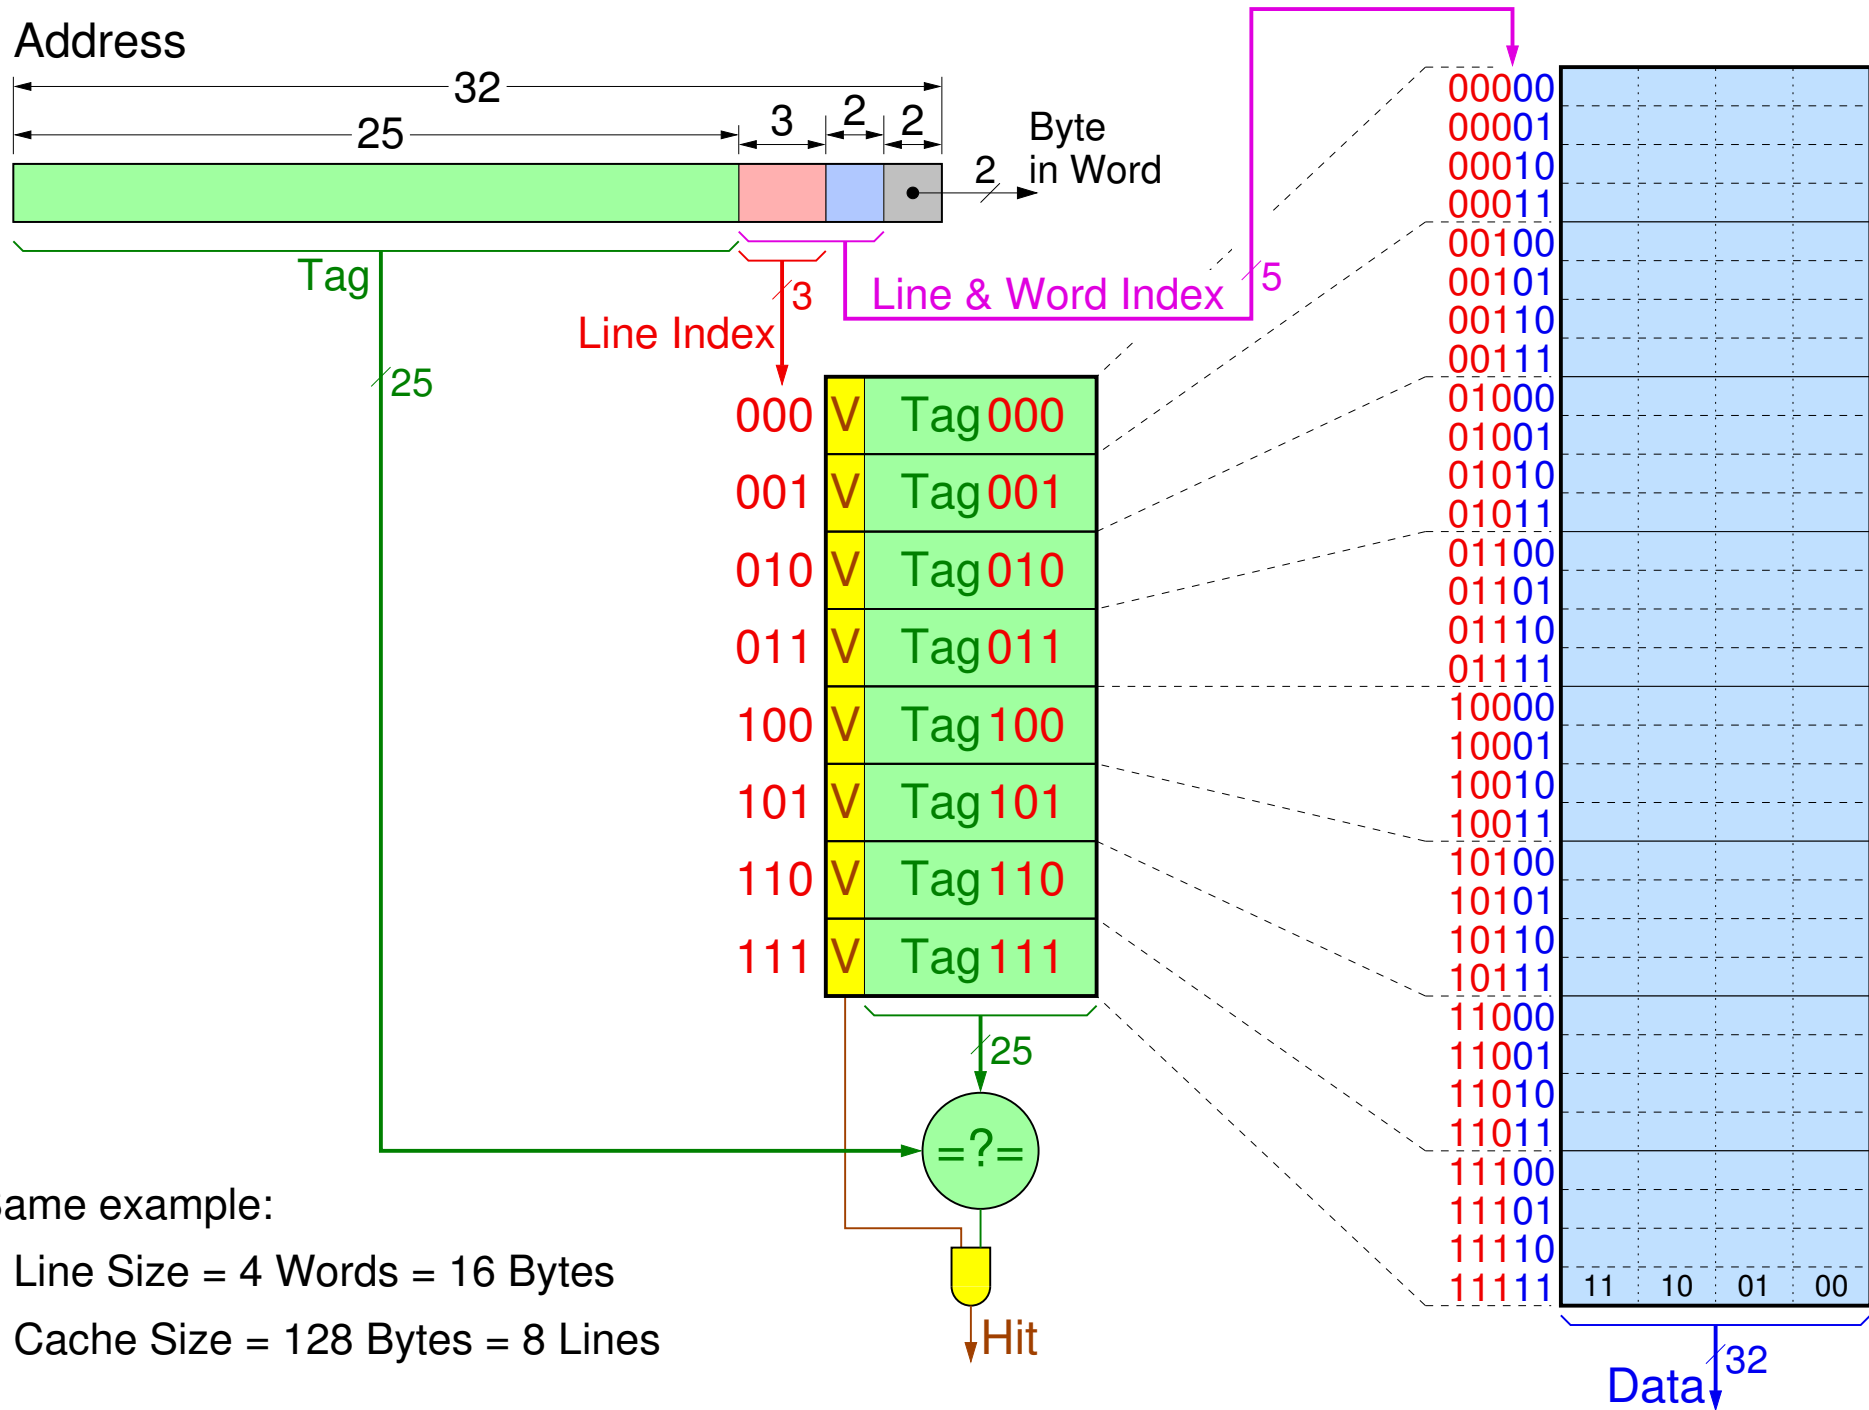 Address
32
25 3 2 2
2
Byte
in Word
Tag
25
3
Line Index
Line & Word Index
5
000 V Tag 000
001 V Tag 001
010 V Tag 010
011 V Tag 011
100 V Tag 100
101 V Tag 101
110 V Tag 110
111 V Tag 111
25
=?=
Hit
00000
00001
00010
00011
00100
00101
00110
00111
01000
01001
01010
01011
01100
01101
01110
01111
10000
10001
10010
10011
10100
10101
10110
10111
11000
11001
11010
11011
11100
11101
11110
11111 11 10 01 00
32
Data
Same example:
Line Size = 4 Words = 16 Bytes
Cache Size = 128 Bytes = 8 Lines